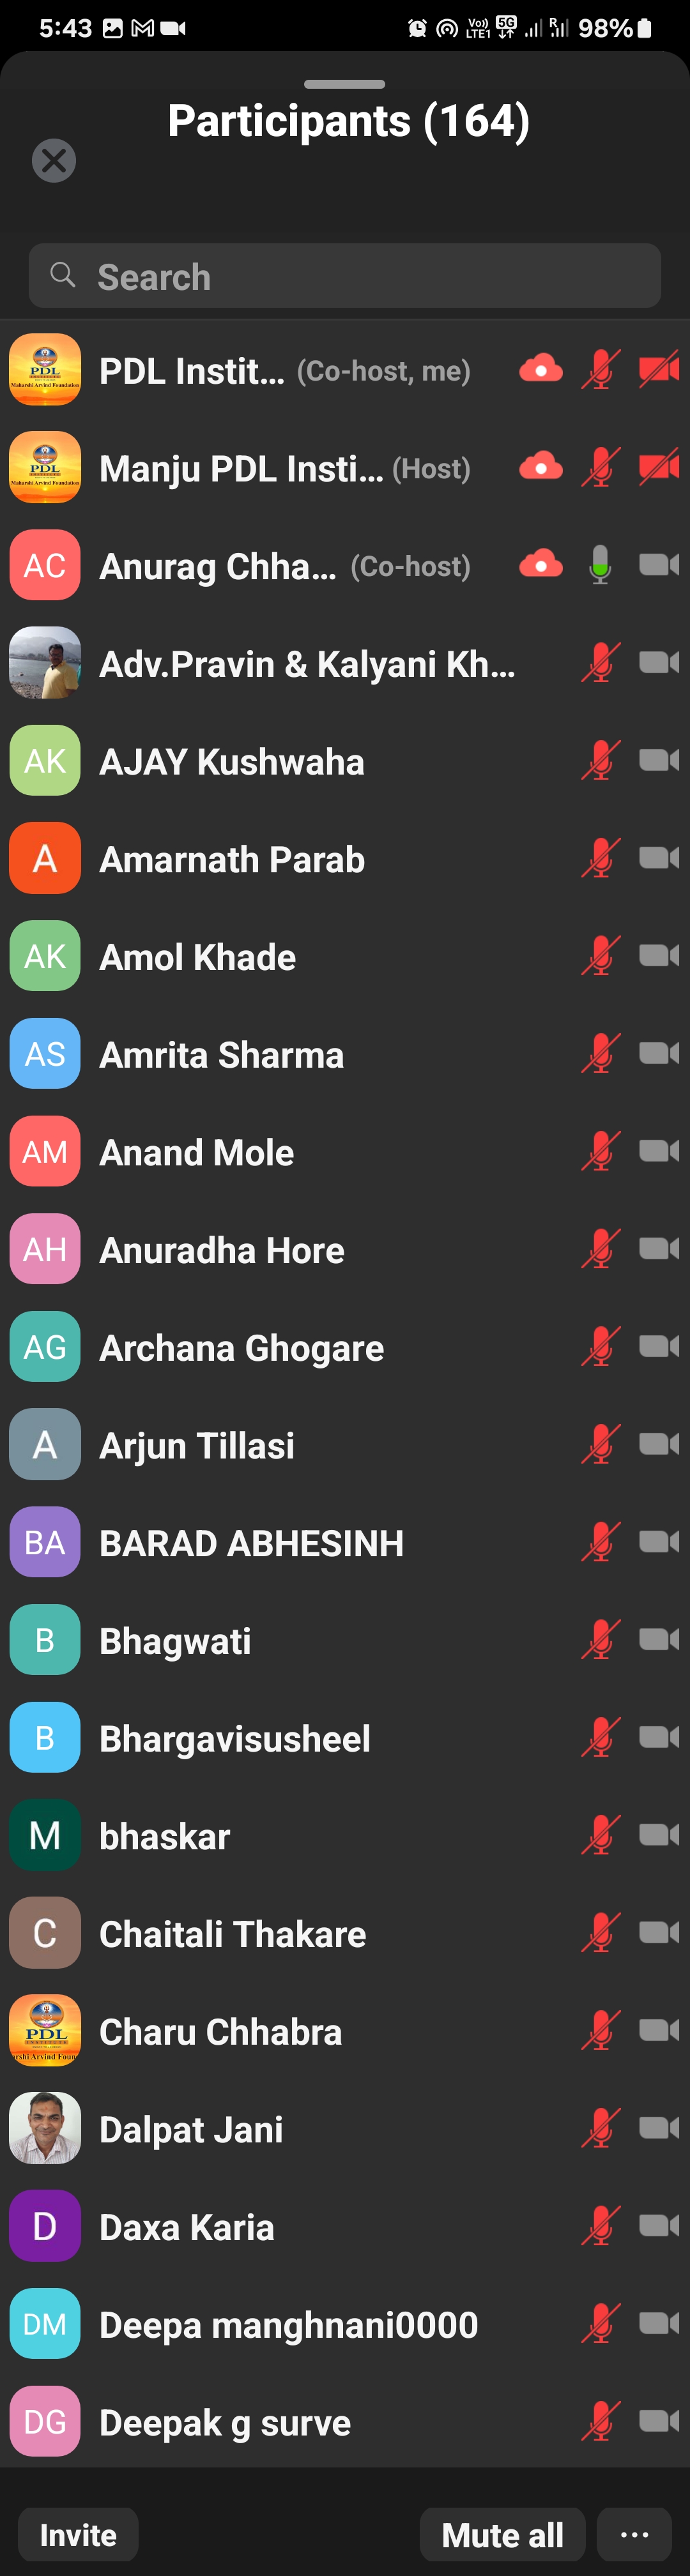 5:43 Vo) LTE1 5G R 98%
Participants (164)
Search
PDL Maharshi Arvind Foundation PDL Instit... (Co-host, me)
PDL Maharshi Arvind Foundation Manju PDL Insti... (Host)
AC Anurag Chha... (Co-host)
Adv.Pravin & Kalyani Kh...
AK AJAY Kushwaha
A Amarnath Parab
AK Amol Khade
AS Amrita Sharma
AM Anand Mole
AH Anuradha Hore
AG Archana Ghogare
A Arjun Tillasi
BA BARAD ABHESINH
B Bhagwati
B Bhargavisusheel
M bhaskar
C Chaitali Thakare
PDL INSTITUTE rshi Arvind Foun Charu Chhabra
Dalpat Jani
D Daxa Karia
DM Deepa manghnani0000
DG Deepak g surve
Invite Mute all ...